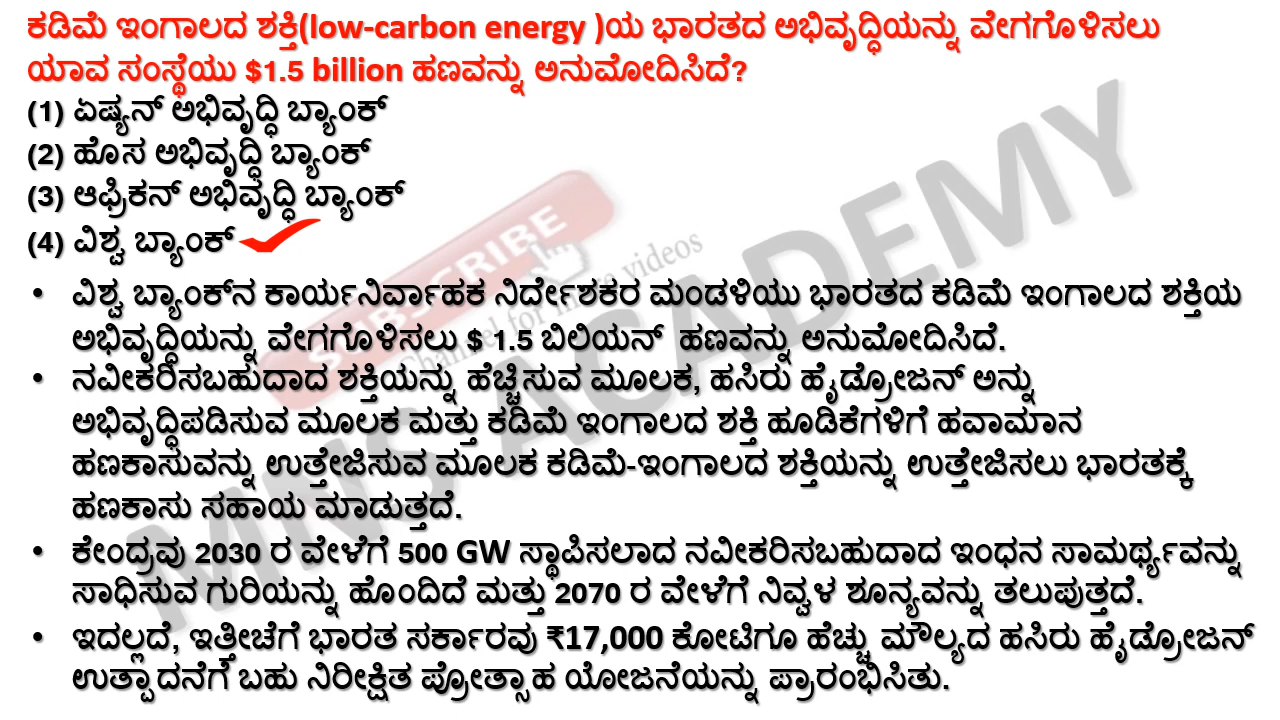 ಕಡಿಮೆ ಇಂಗಾಲದ ಶಕ್ತಿ(low-carbon energy )ಯ ಭಾರತದ ಅಭಿವೃದ್ಧಿಯನ್ನು ವೇಗಗೊಳಿಸಲು
ಯಾವ ಸಂಸ್ಥೆಯು $1.5 billion ಹಣವನ್ನು ಅನುಮೋದಿಸಿದೆ?
(1) ಏಷ್ಯನ್ ಅಭಿವೃದ್ಧಿ ಬ್ಯಾಂಕ್
(2) ಹೊಸ ಅಭಿವೃದ್ಧಿ ಬ್ಯಾಂಕ್
(3) ಆಫ್ರಿಕನ್ ಅಭಿವೃದ್ಧಿ ಬ್ಯಾಂಕ್
(4) ವಿಶ್ವ ಬ್ಯಾಂಕ್
• ವಿಶ್ವ ಬ್ಯಾಂಕ್‌ನ ಕಾರ್ಯನಿರ್ವಾಹಕ ನಿರ್ದೇಶಕರ ಮಂಡಳಿಯು ಭಾರತದ ಕಡಿಮೆ ಇಂಗಾಲದ ಶಕ್ತಿಯ
ಅಭಿವೃದ್ಧಿಯನ್ನು ವೇಗಗೊಳಿಸಲು $ 1.5 ಬಿಲಿಯನ್ ಹಣವನ್ನು ಅನುಮೋದಿಸಿದೆ.
• ನವೀಕರಿಸಬಹುದಾದ ಶಕ್ತಿಯನ್ನು ಹೆಚ್ಚಿಸುವ ಮೂಲಕ, ಹಸಿರು ಹೈಡ್ರೋಜನ್ ಅನ್ನು
ಅಭಿವೃದ್ಧಿಪಡಿಸುವ ಮೂಲಕ ಮತ್ತು ಕಡಿಮೆ ಇಂಗಾಲದ ಶಕ್ತಿ ಹೂಡಿಕೆಗಳಿಗೆ ಹವಾಮಾನ
ಹಣಕಾಸುವನ್ನು ಉತ್ತೇಜಿಸುವ ಮೂಲಕ ಕಡಿಮೆ-ಇಂಗಾಲದ ಶಕ್ತಿಯನ್ನು ಉತ್ತೇಜಿಸಲು ಭಾರತಕ್ಕೆ
ಹಣಕಾಸು ಸಹಾಯ ಮಾಡುತ್ತದೆ.
• ಕೇಂದ್ರವು 2030 ರ ವೇಳೆಗೆ 500 GW ಸ್ಥಾಪಿಸಲಾದ ನವೀಕರಿಸಬಹುದಾದ ಇಂಧನ ಸಾಮರ್ಥ್ಯವನ್ನು
ಸಾಧಿಸುವ ಗುರಿಯನ್ನು ಹೊಂದಿದೆ ಮತ್ತು 2070 ರ ವೇಳೆಗೆ ನಿವ್ವಳ ಶೂನ್ಯವನ್ನು ತಲುಪುತ್ತದೆ.
• ಇದಲ್ಲದೆ, ಇತ್ತೀಚೆಗೆ ಭಾರತ ಸರ್ಕಾರವು ₹17,000 ಕೋಟಿಗೂ ಹೆಚ್ಚು ಮೌಲ್ಯದ ಹಸಿರು ಹೈಡ್ರೋಜನ್
ಉತ್ಪಾದನೆಗೆ ಬಹು ನಿರೀಕ್ಷಿತ ಪ್ರೋತ್ಸಾಹ ಯೋಜನೆಯನ್ನು ಪ್ರಾರಂಭಿಸಿತು.
MNS ACADEMY
SUBSCRIBE
Channel for more videos